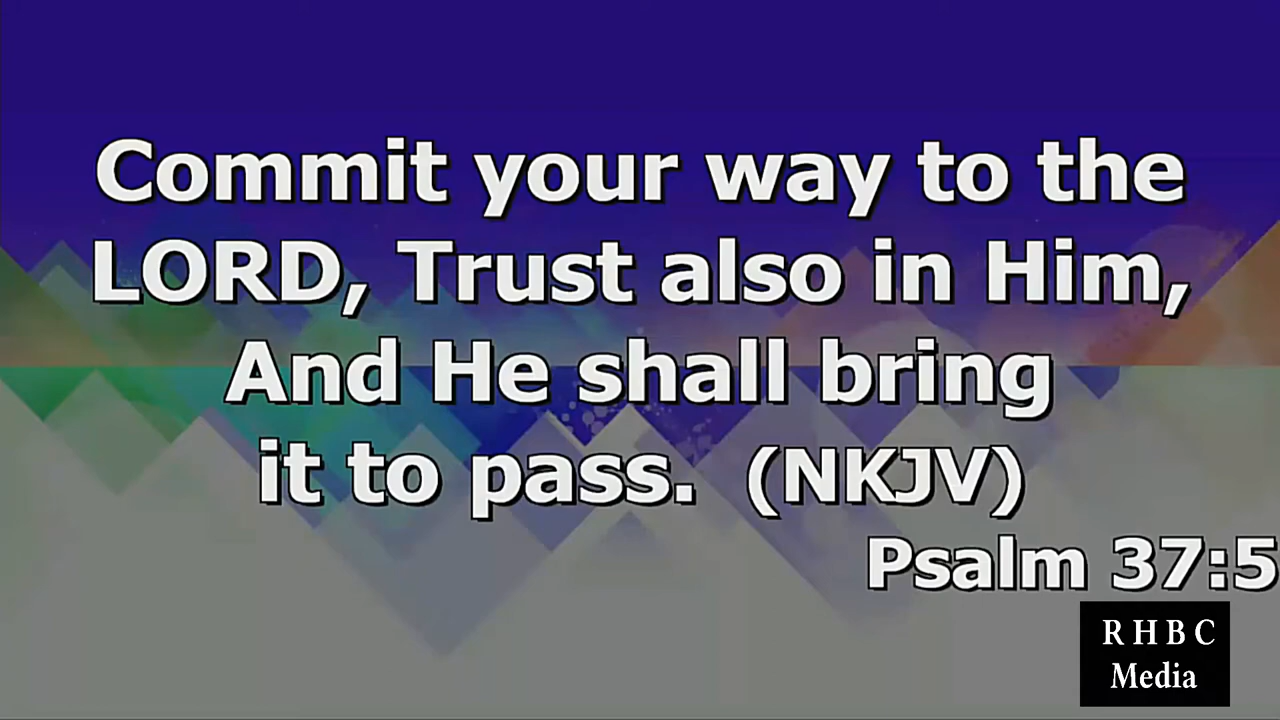 Commit your way to the
LORD, Trust also in Him,
And He shall bring
it to pass. (NKJV)
Psalm 37:5
R H B C
Media